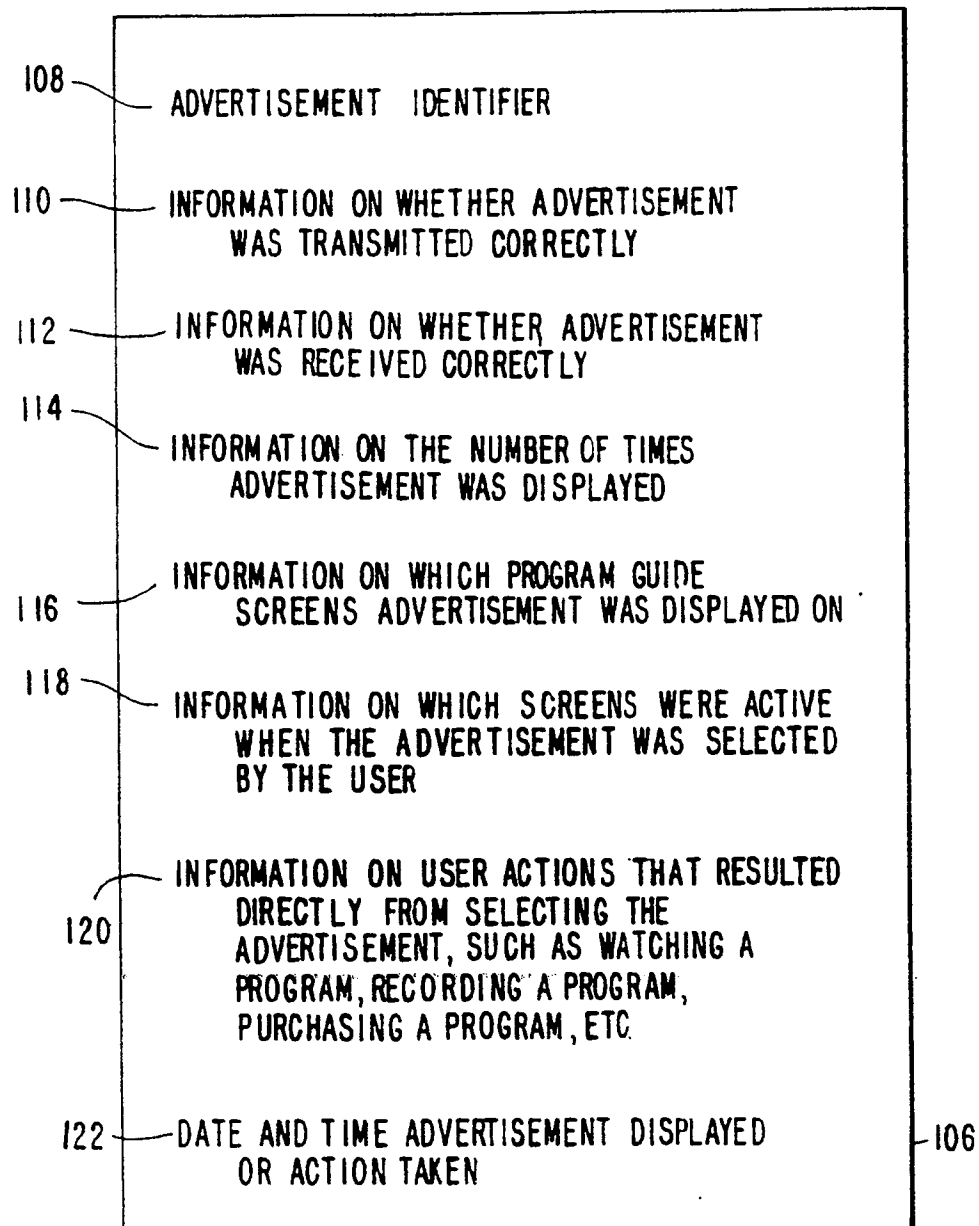 108
ADVERTISEMENT IDENTIFIER
110
INFORMATION ON WHETHER ADVERTISEMENT
WAS TRANSMITTED CORRECTLY
112
INFORMATION ON WHETHER ADVERTISEMENT
WAS RECEIVED CORRECTLY
114
INFORMATION ON THE NUMBER OF TIMES
ADVERTISEMENT WAS DISPLAYED
116
INFORMATION ON WHICH PROGRAM GUIDE
SCREENS ADVERTISEMENT WAS DISPLAYED ON
118
INFORMATION ON WHICH SCREENS WERE ACTIVE
WHEN THE ADVERTISEMENT WAS SELECTED
BY THE USER
120
INFORMATION ON USER ACTIONS THAT RESULTED
DIRECTLY FROM SELECTING THE
ADVERTISEMENT, SUCH AS WATCHING A
PROGRAM, RECORDING A PROGRAM,
PURCHASING A PROGRAM, ETC.
122
DATE AND TIME ADVERTISEMENT DISPLAYED
OR ACTION TAKEN
106